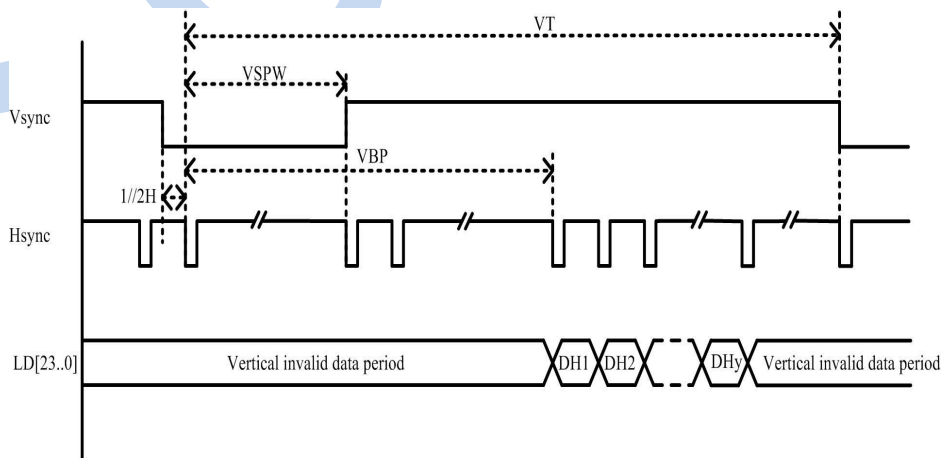 VT
VSPW
Vsync
VBP
1//2H
Hsync
LD[23..0]
Vertical invalid data period
DH1
DH2
DHy
Vertical invalid data period